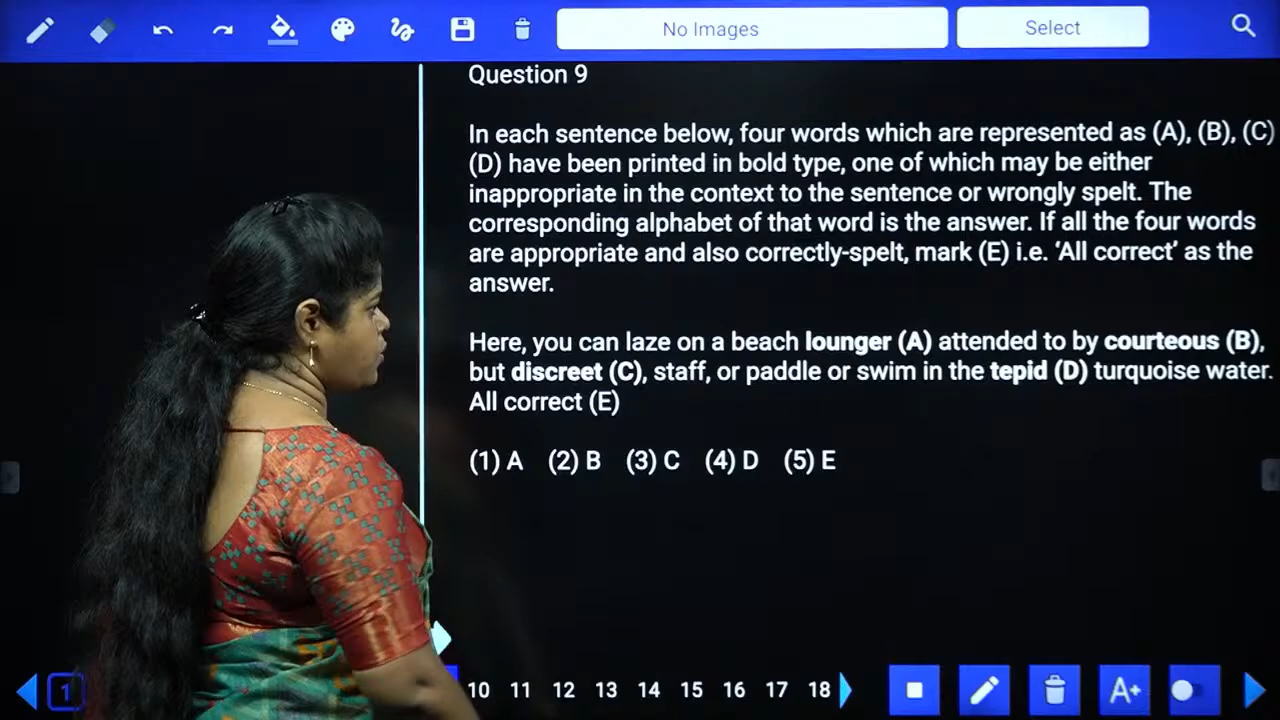 No Images
Select
Question 9
In each sentence below, four words which are represented as (A), (B), (C)
(D) have been printed in bold type, one of which may be either
inappropriate in the context to the sentence or wrongly spelt. The
corresponding alphabet of that word is the answer. If all the four words
are appropriate and also correctly-spelt, mark (E) i.e. ‘All correct’ as the
answer.
Here, you can laze on a beach lounger (A) attended to by courteous (B),
but discreet (C), staff, or paddle or swim in the tepid (D) turquoise water.
All correct (E)
(1) A (2) B (3) C (4) D (5) E
1 10 11 12 13 14 15 16 17 18 A+